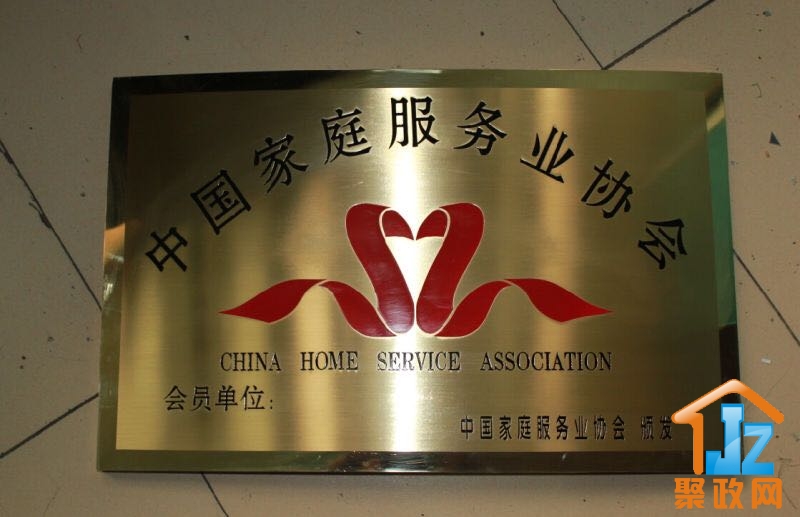 中国家庭服务业协会
CHINA HOME SERVICE ASSOCIATION
会员单位:
中国家庭服务业协会 颁发
JZ
聚政网